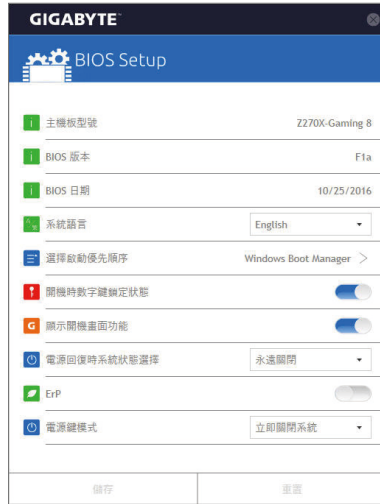 GIGABYTE™
BIOS Setup
主機板型號 Z270X-Gaming 8
BIOS 版本 F1a
BIOS 日期 10/25/2016
系統語言 English
選擇啟動優先順序 Windows Boot Manager
開機時數字鍵鎖定狀態
顯示開機畫面功能
電源回復時系統狀態選擇 永遠關閉
ErP
電源鍵模式 立即關閉系統
儲存 重置